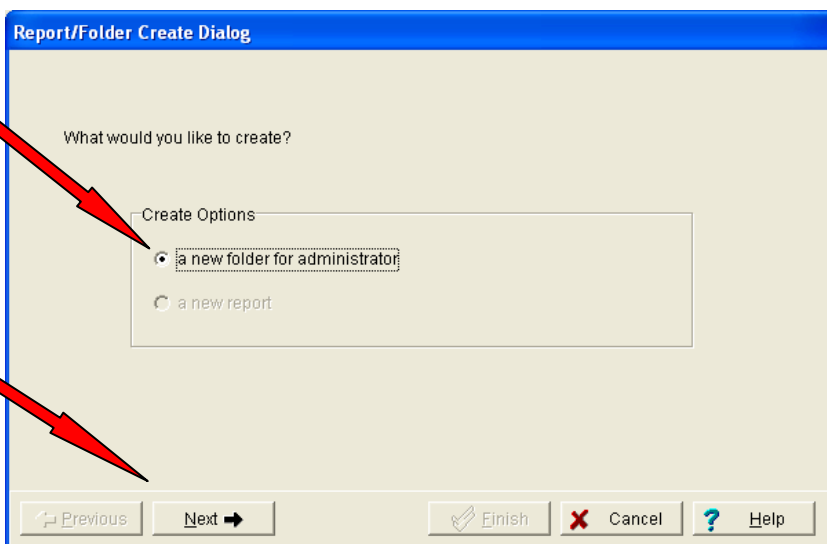 Report/Folder Create Dialog
What would you like to create?
Create Options
a new folder for administrator
a new report
Previous Next Finish Cancel ? Help